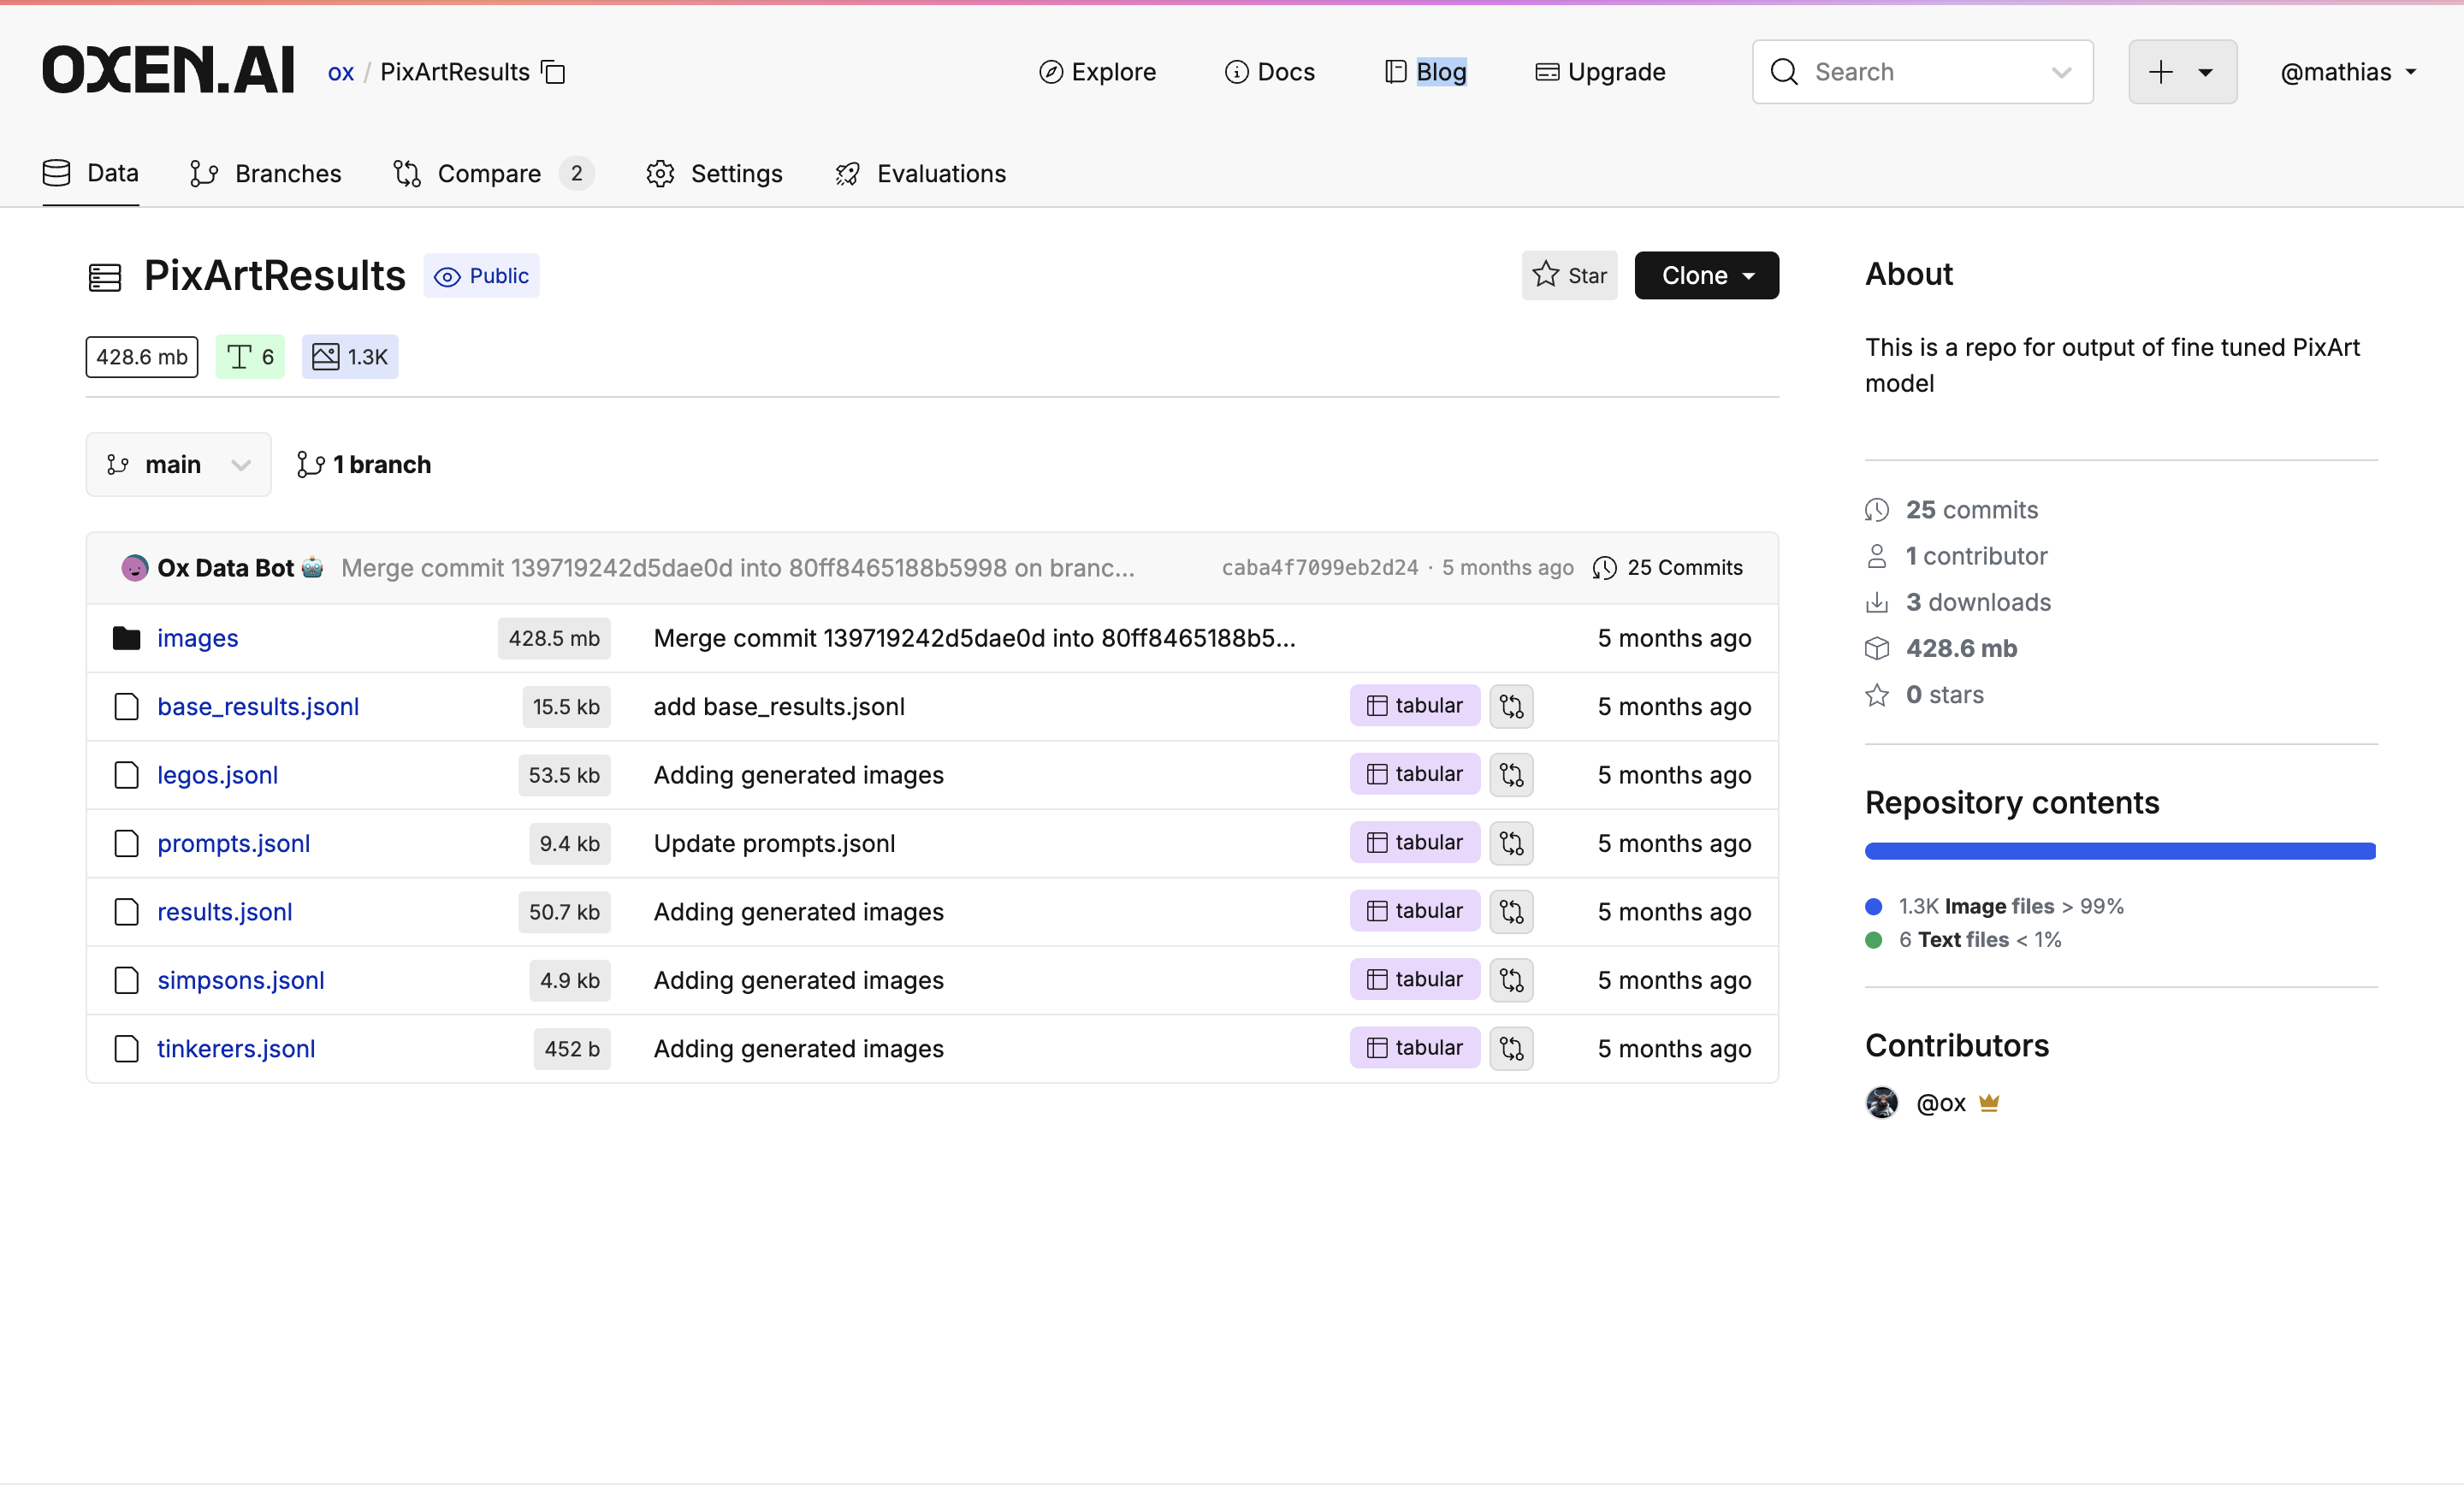 OXEN.AI ox / PixArtResults Explore Docs Blog Upgrade Search @mathias
Data Branches Compare 2 Settings Evaluations
PixArtResults Public Star Clone
428.6 mb 6 1.3K
main 1 branch
Ox Data Bot 🤖 Merge commit 139719242d5dae0d into 80ff8465188b5998 on branc... caba4f7099eb2d24 · 5 months ago 25 Commits
images 428.5 mb Merge commit 139719242d5dae0d into 80ff8465188b5... 5 months ago
base_results.jsonl 15.5 kb add base_results.jsonl tabular 5 months ago
legos.jsonl 53.5 kb Adding generated images tabular 5 months ago
prompts.jsonl 9.4 kb Update prompts.jsonl tabular 5 months ago
results.jsonl 50.7 kb Adding generated images tabular 5 months ago
simpsons.jsonl 4.9 kb Adding generated images tabular 5 months ago
tinkerers.jsonl 452 b Adding generated images tabular 5 months ago
About
This is a repo for output of fine tuned PixArt
model
25 commits
1 contributor
3 downloads
428.6 mb
0 stars
Repository contents
1.3K Image files > 99%
6 Text files < 1%
Contributors
@ox